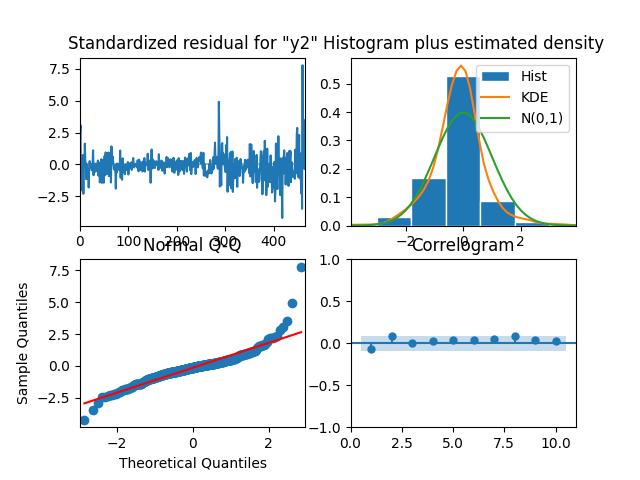 Standardized residual for "y2" Histogram plus estimated density
7.5
5.0
2.5
0.0
−2.5
0 100 200 300 400
0.5
0.4
0.3
0.2
0.1
0.0
−2 0 2
Hist
KDE
N(0,1)
Normal Q-Q
Correlogram
Sample Quantiles
7.5
5.0
2.5
0.0
−2.5
−2 0 2
Theoretical Quantiles
1.0
0.5
0.0
−0.5
−1.0
0.0 2.5 5.0 7.5 10.0